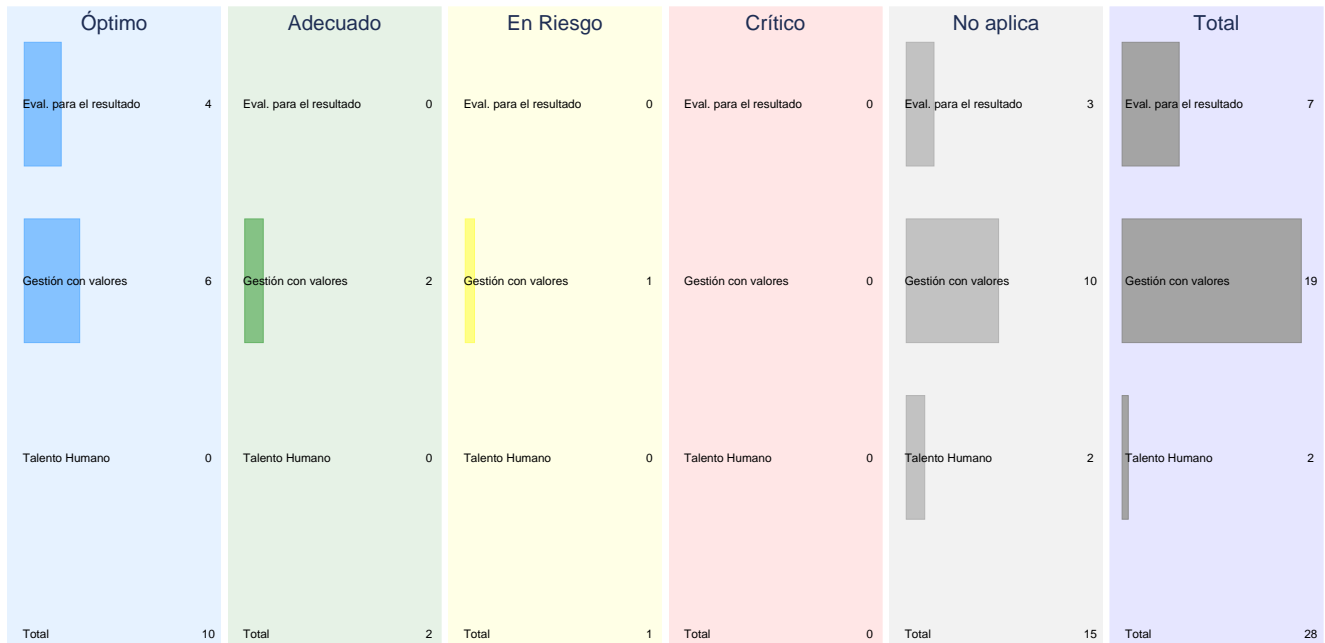 Óptimo Adecuado En Riesgo Crítico No aplica Total
Eval. para el resultado 4 Eval. para el resultado 0 Eval. para el resultado 0 Eval. para el resultado 0 Eval. para el resultado 3 Eval. para el resultado 7
Gestión con valores 6 Gestión con valores 2 Gestión con valores 1 Gestión con valores 0 Gestión con valores 10 Gestión con valores 19
Talento Humano 0 Talento Humano 0 Talento Humano 0 Talento Humano 0 Talento Humano 2 Talento Humano 2
Total 10 Total 2 Total 1 Total 0 Total 15 Total 28